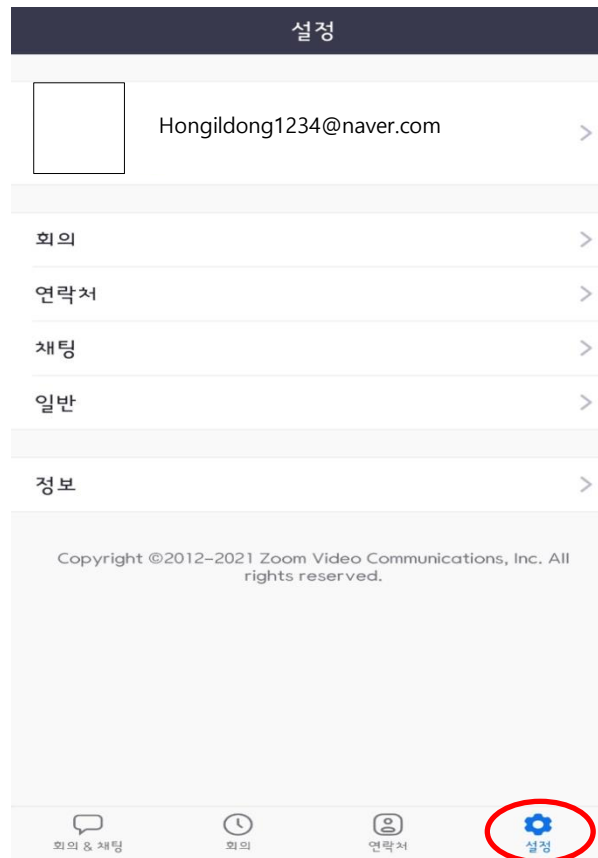 설정
Hongildong1234@naver.com
회의
연락처
채팅
일반
정보
Copyright ©2012–2021 Zoom Video Communications, Inc. All
rights reserved.
회의 & 채팅
회의
연락처
설정